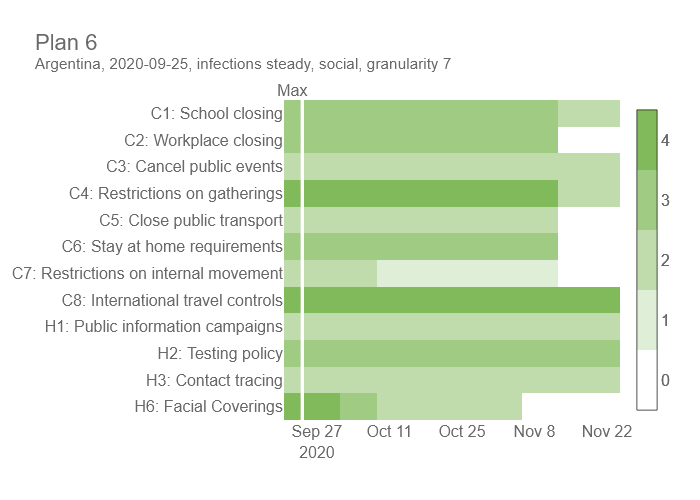 Plan 6
Argentina, 2020-09-25, infections steady, social, granularity 7
Max
C1: School closing
C2: Workplace closing
C3: Cancel public events
C4: Restrictions on gatherings
C5: Close public transport
C6: Stay at home requirements
C7: Restrictions on internal movement
C8: International travel controls
H1: Public information campaigns
H2: Testing policy
H3: Contact tracing
H6: Facial Coverings
4
3
2
1
0
Sep 27 Oct 11 Oct 25 Nov 8 Nov 22
2020